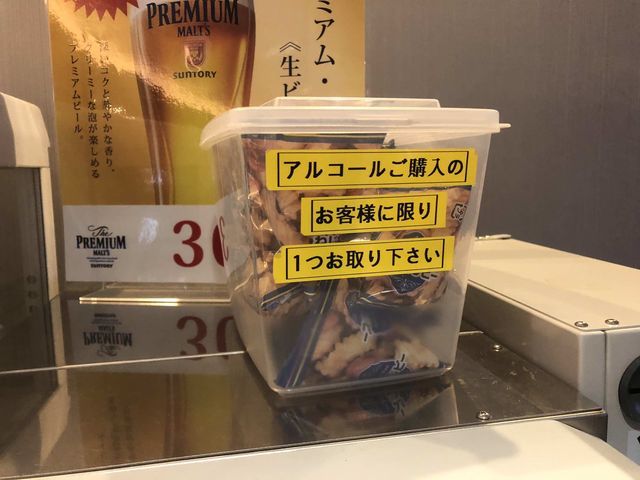 PREMIUM
MALT'S
SUNTORY
ミアム・
《生ビ
深いコクと華やかな香り。
クリーミーな泡が楽しめる
プレミアムビール。
The
PREMIUM
MALT'S
SUNTORY
アルコールご購入の
お客様に限り
1つお取り下さい